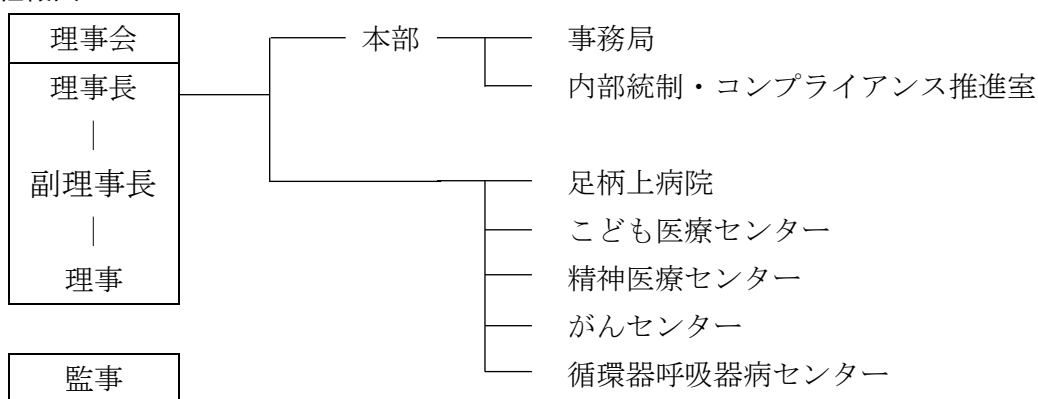 理事会
理事長
|
副理事長
|
理事
監事
本部
事務局
内部統制・コンプライアンス推進室
足柄上病院
こども医療センター
精神医療センター
がんセンター
循環器呼吸器病センター